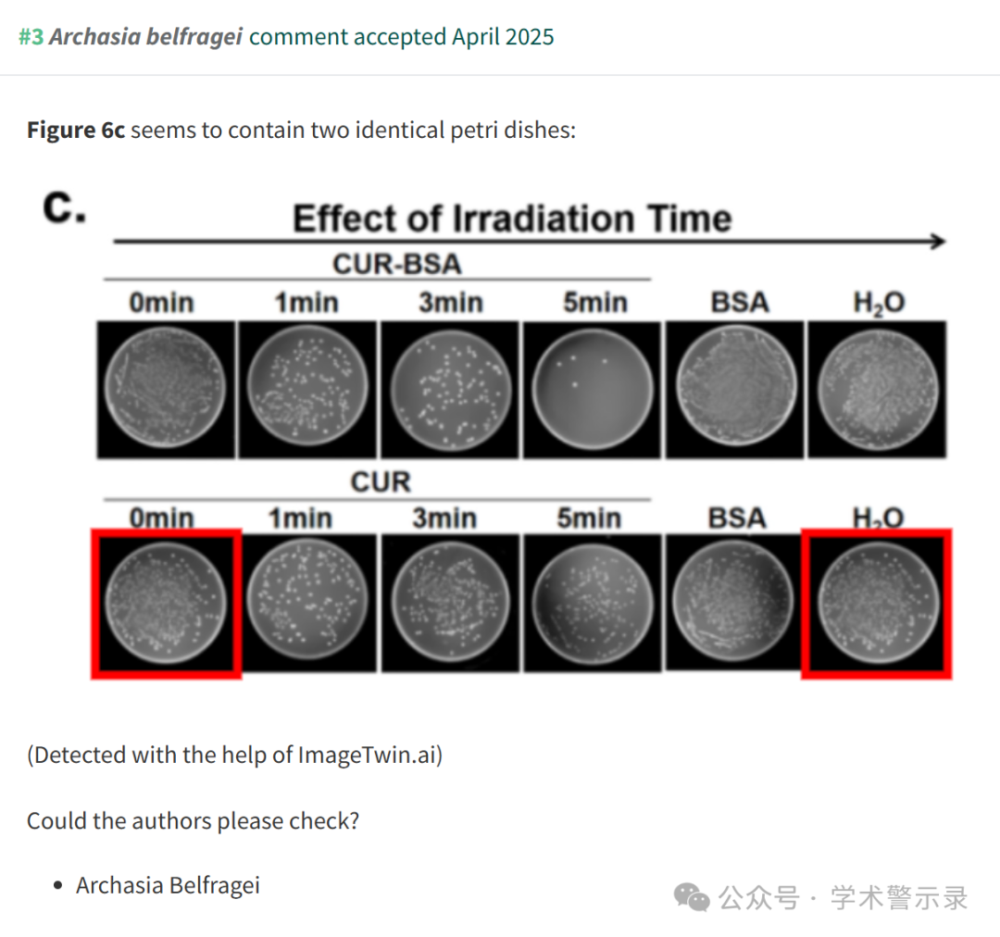 #3 Archasia belfragei comment accepted April 2025
Figure 6c seems to contain two identical petri dishes:
c.
Effect of Irradiation Time
CUR-BSA
0min 1min 3min 5min BSA H₂O
CUR
0min 1min 3min 5min BSA H₂O
(Detected with the help of ImageTwin.ai)
Could the authors please check?
• Archasia Belfragei
公众号 · 学术警示录